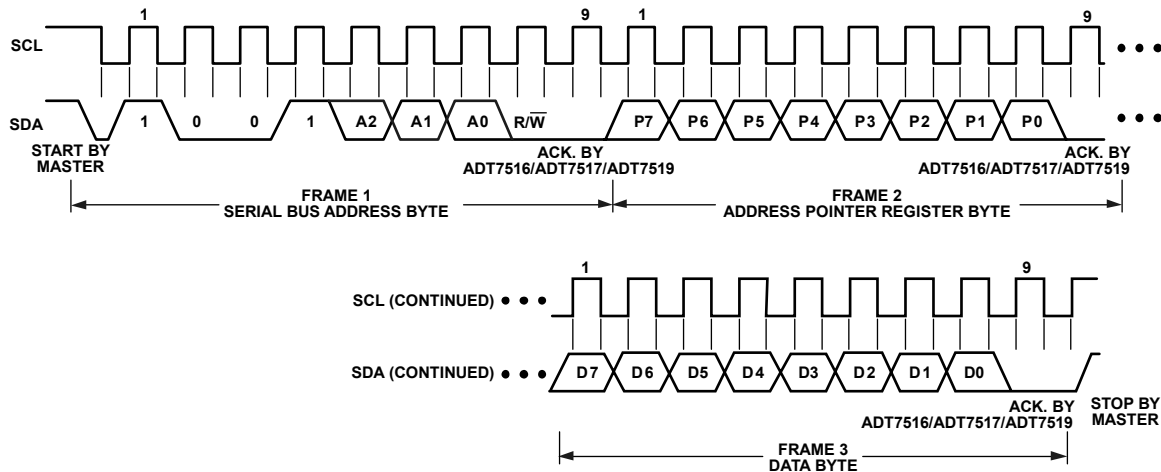 1 9 1 9
SCL
SDA 1 0 0 1 A2 A1 A0 R/W P7 P6 P5 P4 P3 P2 P1 P0
START BY
MASTER
ACK. BY
ADT7516/ADT7517/ADT7519
ACK. BY
ADT7516/ADT7517/ADT7519
FRAME 1
SERIAL BUS ADDRESS BYTE
FRAME 2
ADDRESS POINTER REGISTER BYTE
1 9
SCL (CONTINUED)
SDA (CONTINUED) D7 D6 D5 D4 D3 D2 D1 D0
ACK. BY
ADT7516/ADT7517/ADT7519
STOP BY
MASTER
FRAME 3
DATA BYTE